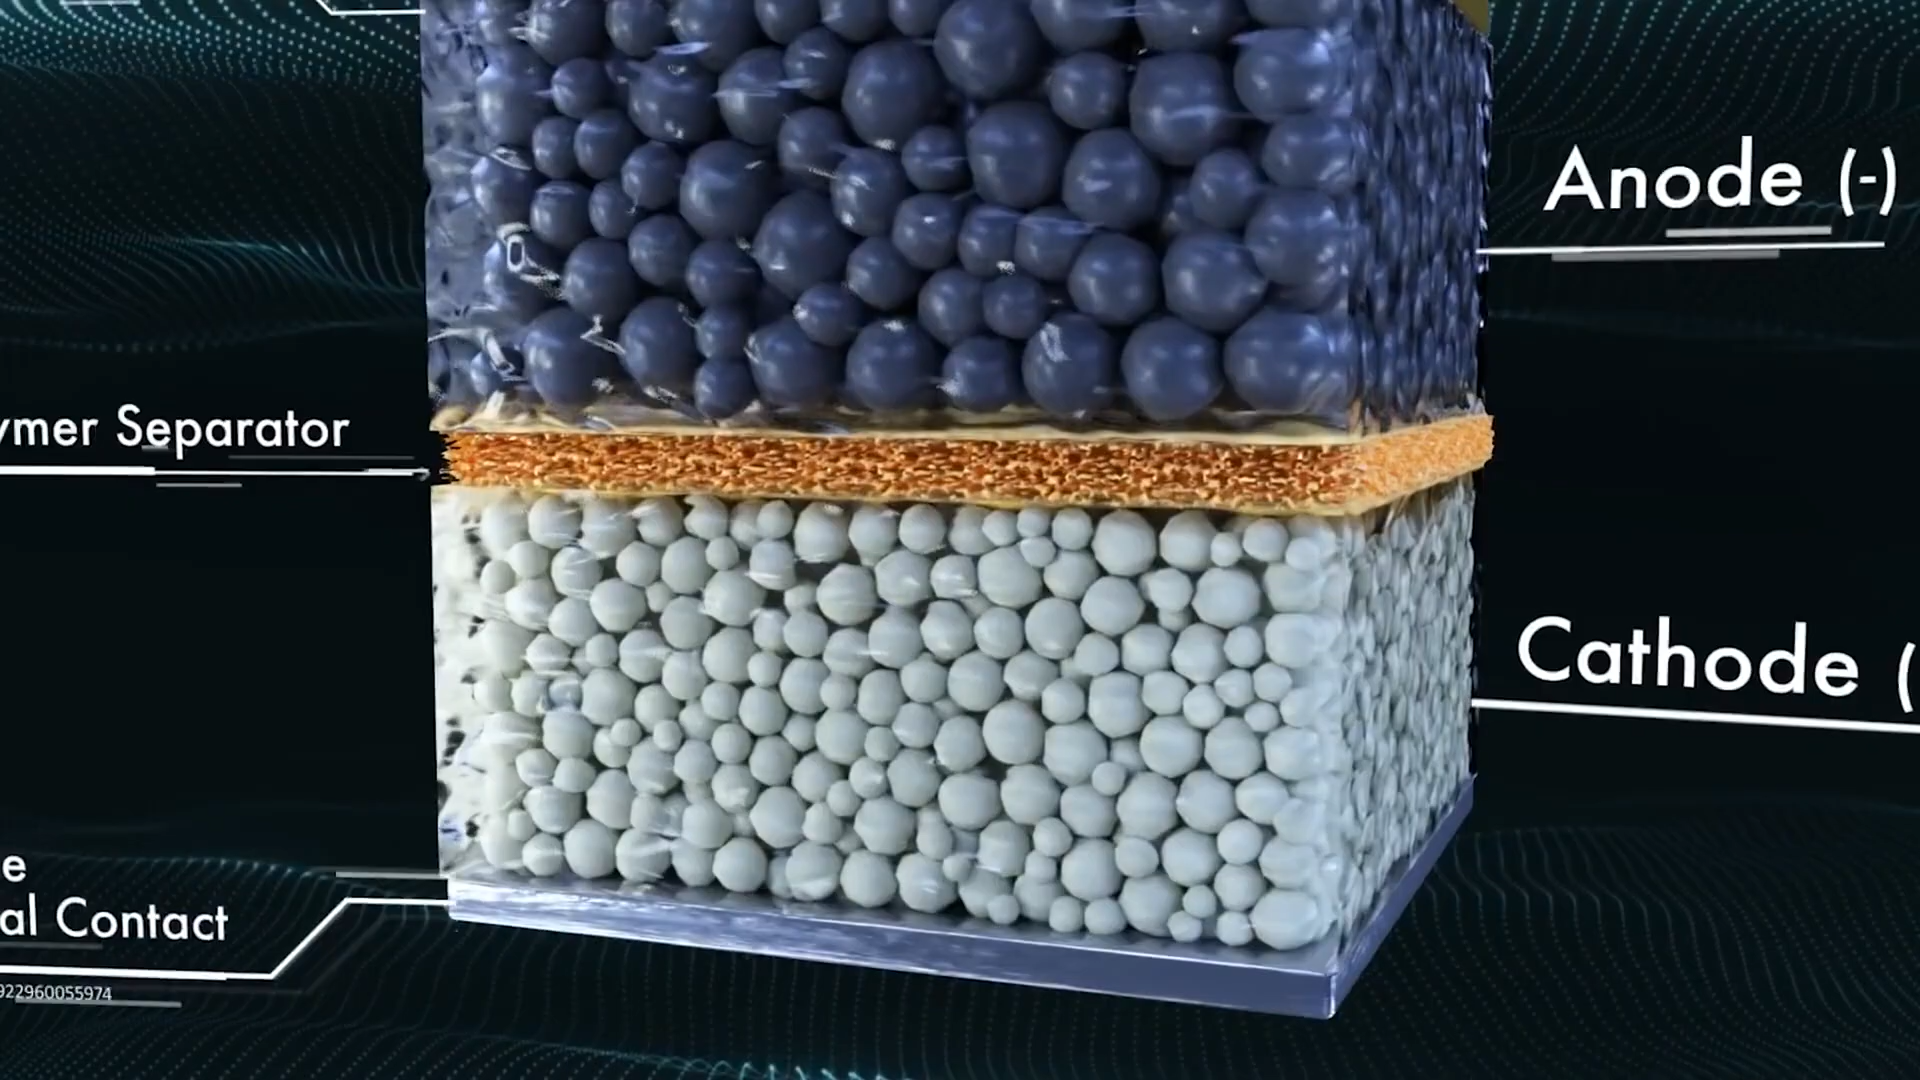 Anode (-)
ymer Separator
Cathode (
e
al Contact
922960055974